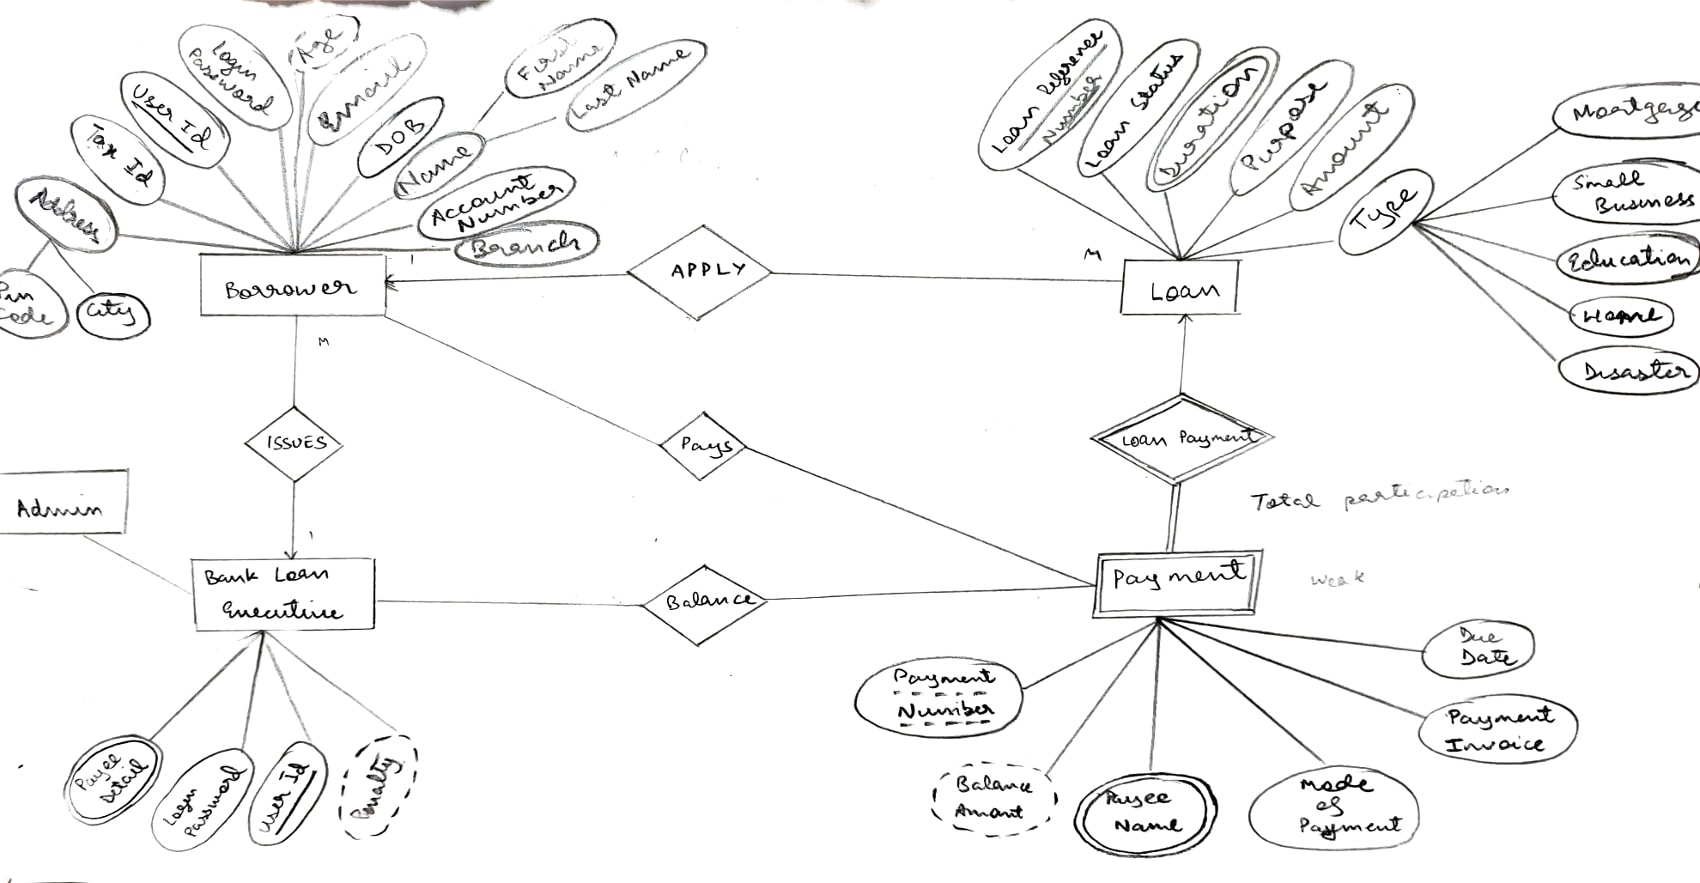 Login
Password
Age
Email
First
Name
Last Name
User Id
Tax Id
DOB
Name
Address
Account
Number
Branch
Pin
Code
City
Borrower
1
APPLY
M
Loan
Loan Reference
Number
Loan Status
Duration
Purpose
Amount
Type
Moartgage
Small
Business
Education
Home
Disaster
M
ISSUES
Pays
Loan Payment
Total participation
Admin
1
Bank Loan
Executive
Balance
Payment
Weak
Payee
Detail
Login
Password
User Id
Penalty
Payment
Number
Balance
Amount
Payee
Name
Mode
of
Payment
Payment
Invoice
Due
Date